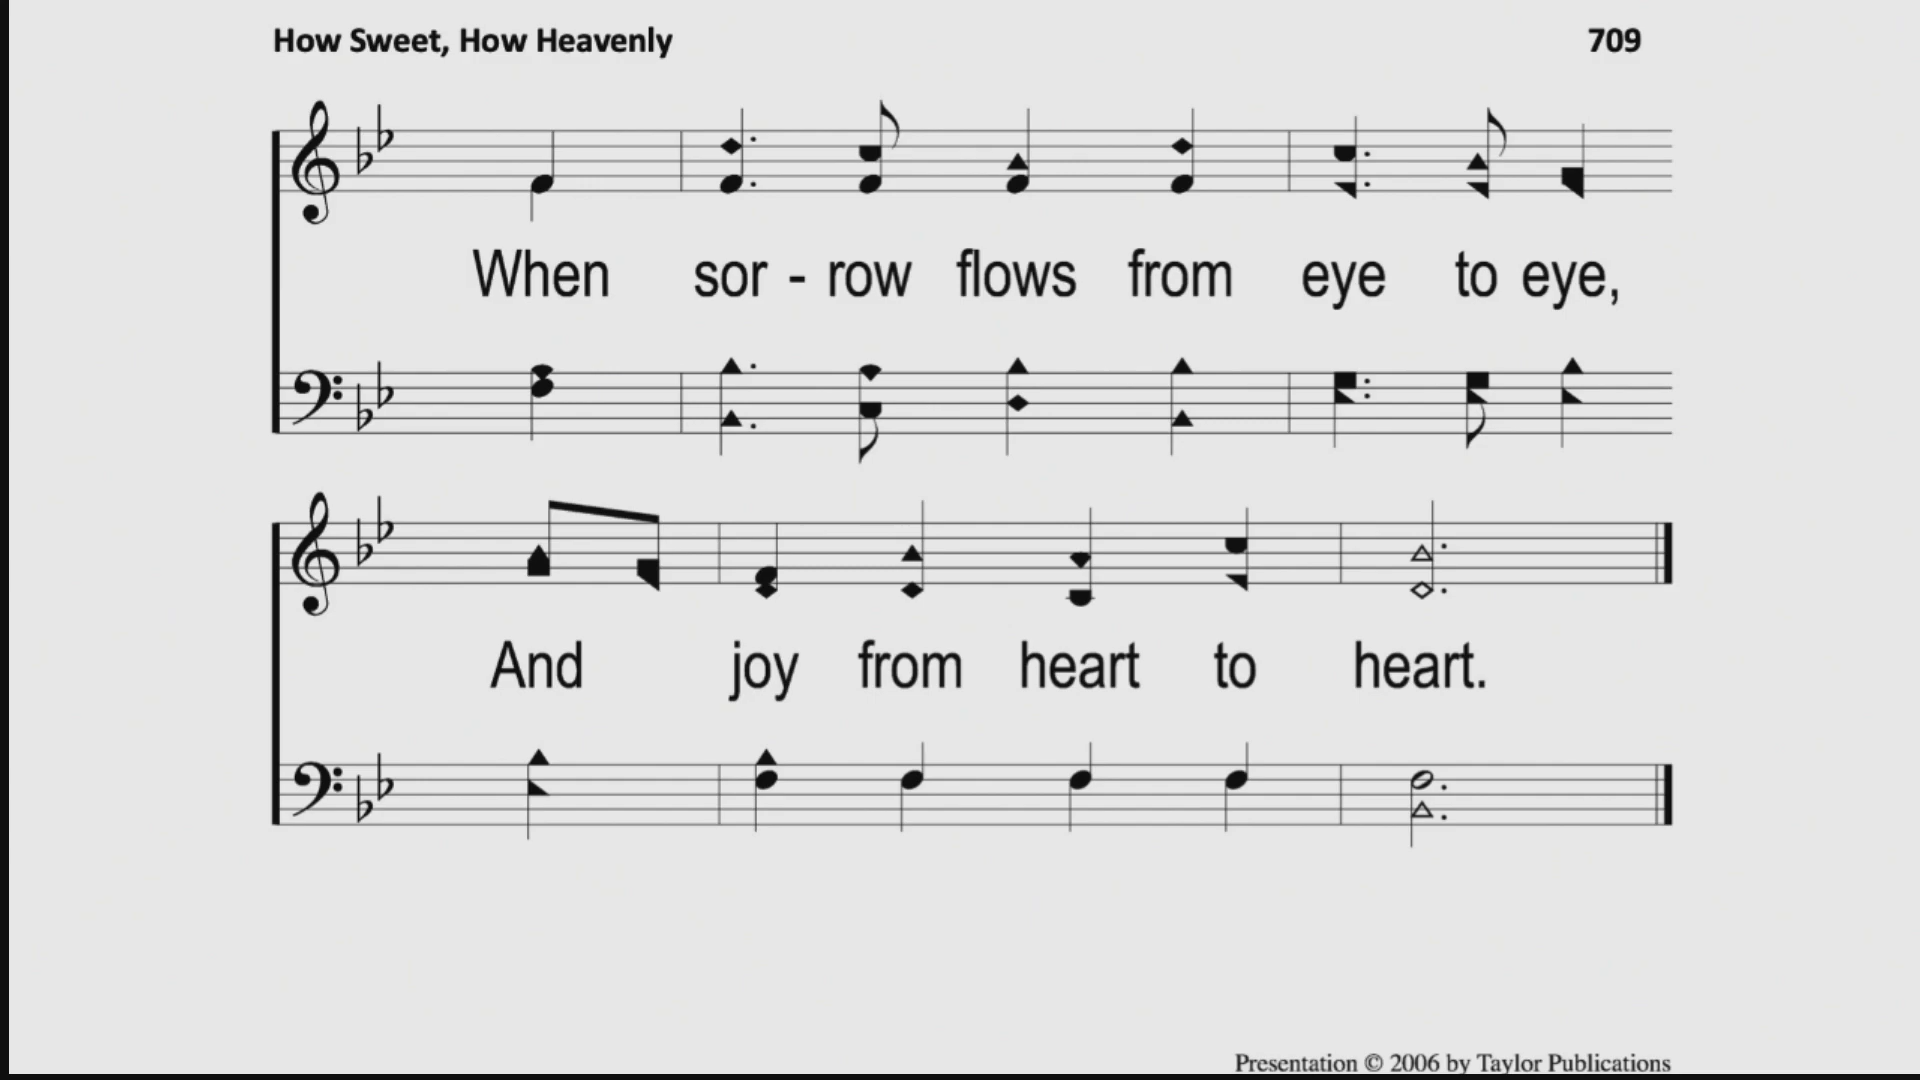 How Sweet, How Heavenly 709
When sor - row flows from eye to eye,
And joy from heart to heart.
Presentation © 2006 by Taylor Publications